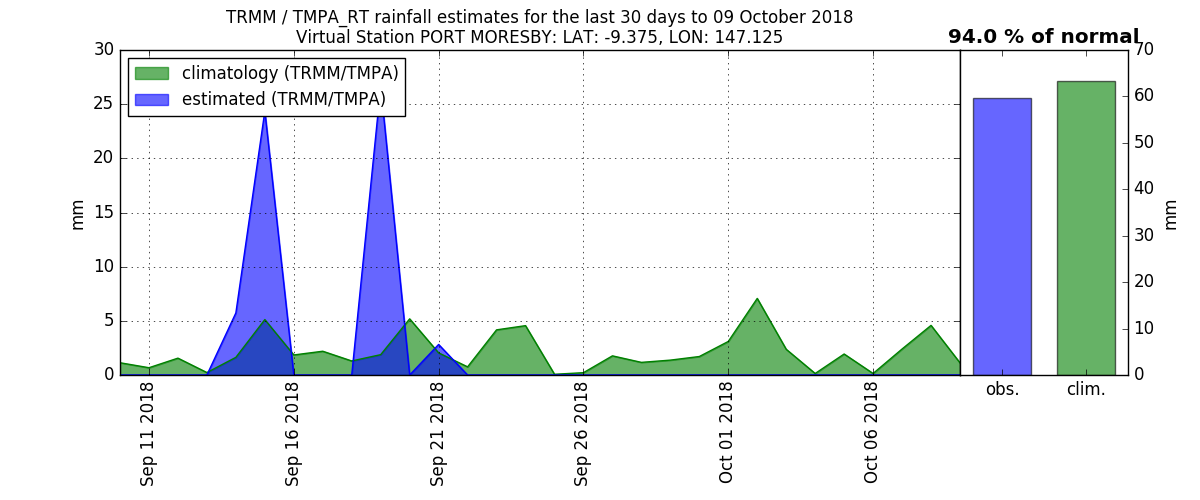 TRMM / TMPA_RT rainfall estimates for the last 30 days to 09 October 2018
Virtual Station PORT MORESBY: LAT: -9.375, LON: 147.125
94.0 % of normal
climatology (TRMM/TMPA)
estimated (TRMM/TMPA)
mm
30
25
20
15
10
5
0
Sep 11 2018
Sep 16 2018
Sep 21 2018
Sep 26 2018
Oct 01 2018
Oct 06 2018
obs.
clim.
70
60
50
40
30
20
10
0
mm